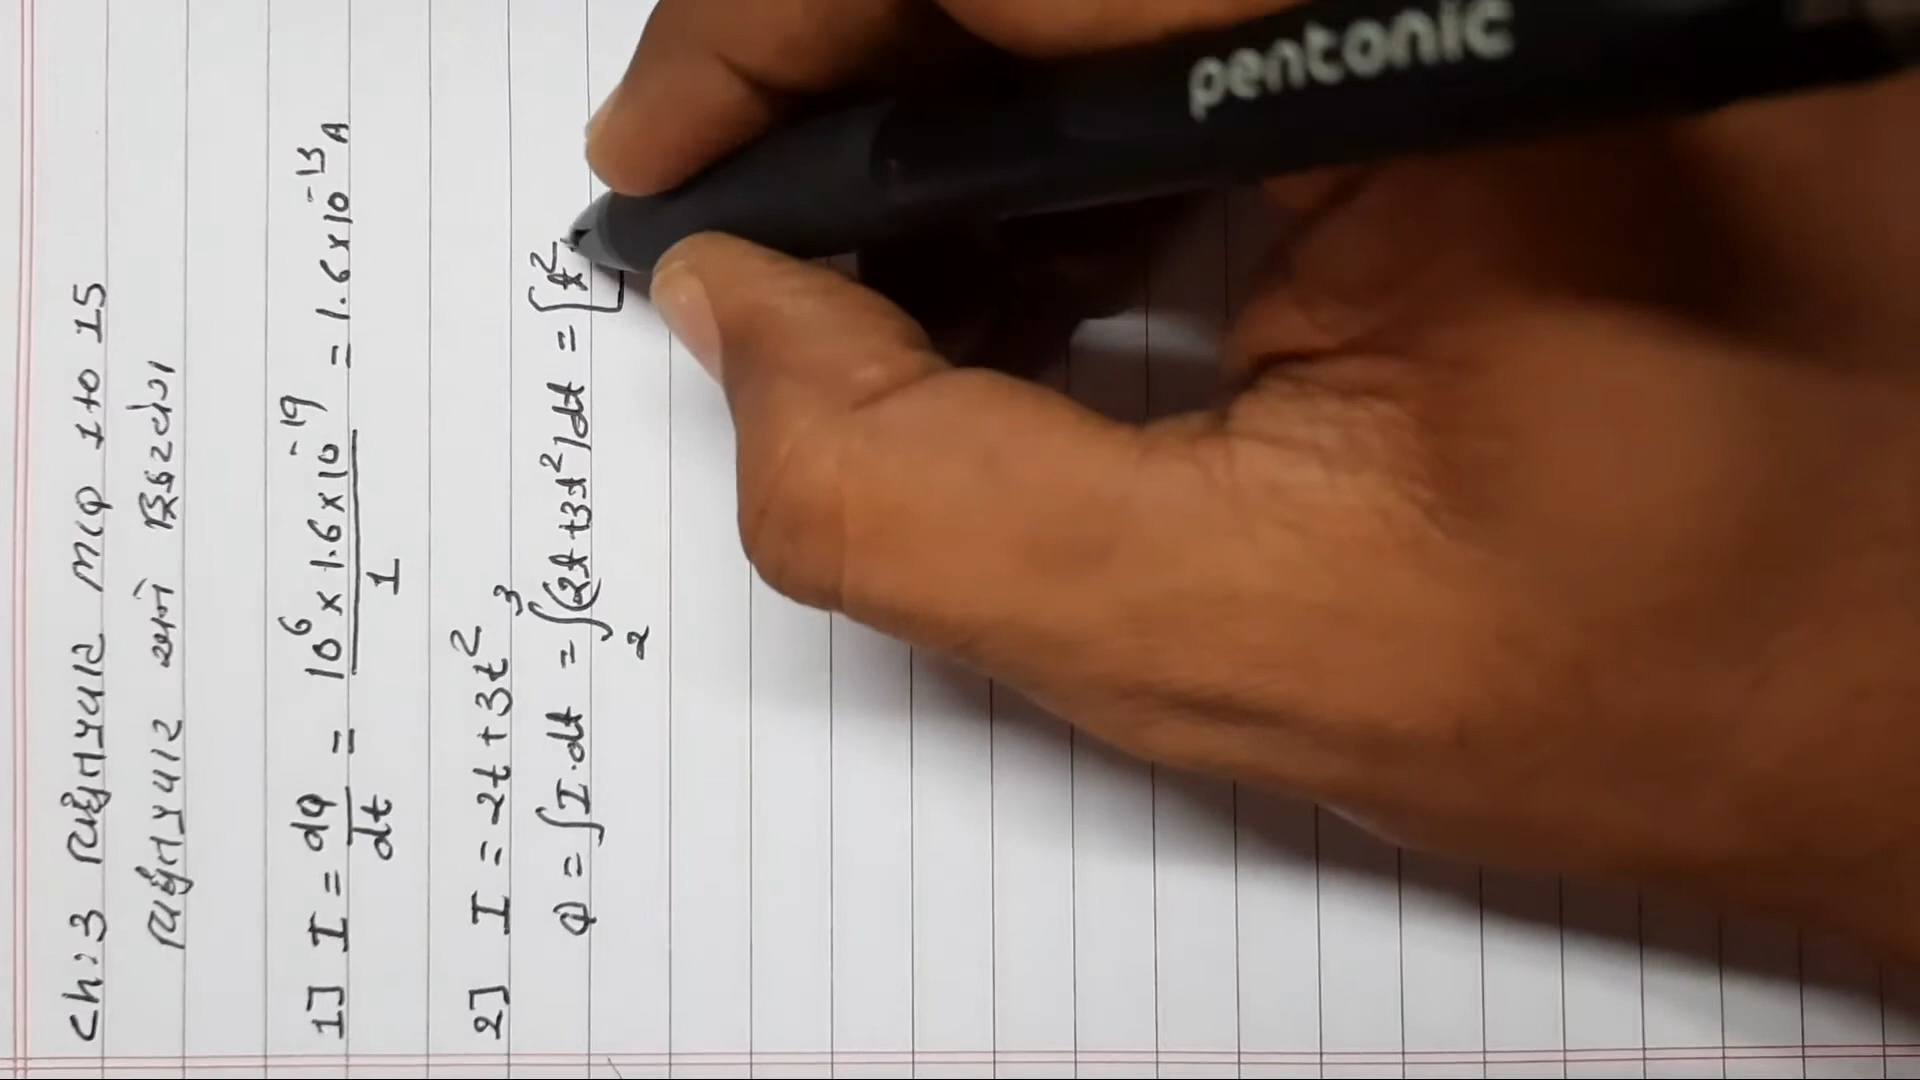 Ch:3 વિદ્યુતપ્રવાહ MCQ 1 to 15
વિદ્યુતપ્રવાહ અને ડ્રિફ્ટવેગ
1] I = dQ/dt = 10⁶ × 1.6 × 10⁻¹⁹ / 1 = 1.6 × 10⁻¹³ A
2] I = 2t + 3t²
Q = ∫ I·dt = ∫₂³ (2t + 3t²) dt = [t²
pentonic